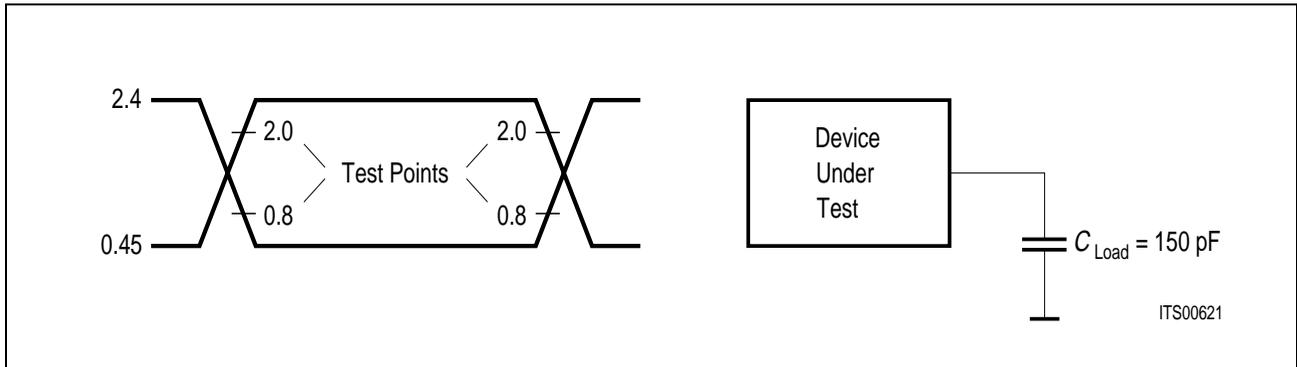 2.4
2.0
2.0
Test Points
0.8
0.8
0.45
Device
Under
Test
C Load = 150 pF
ITS00621